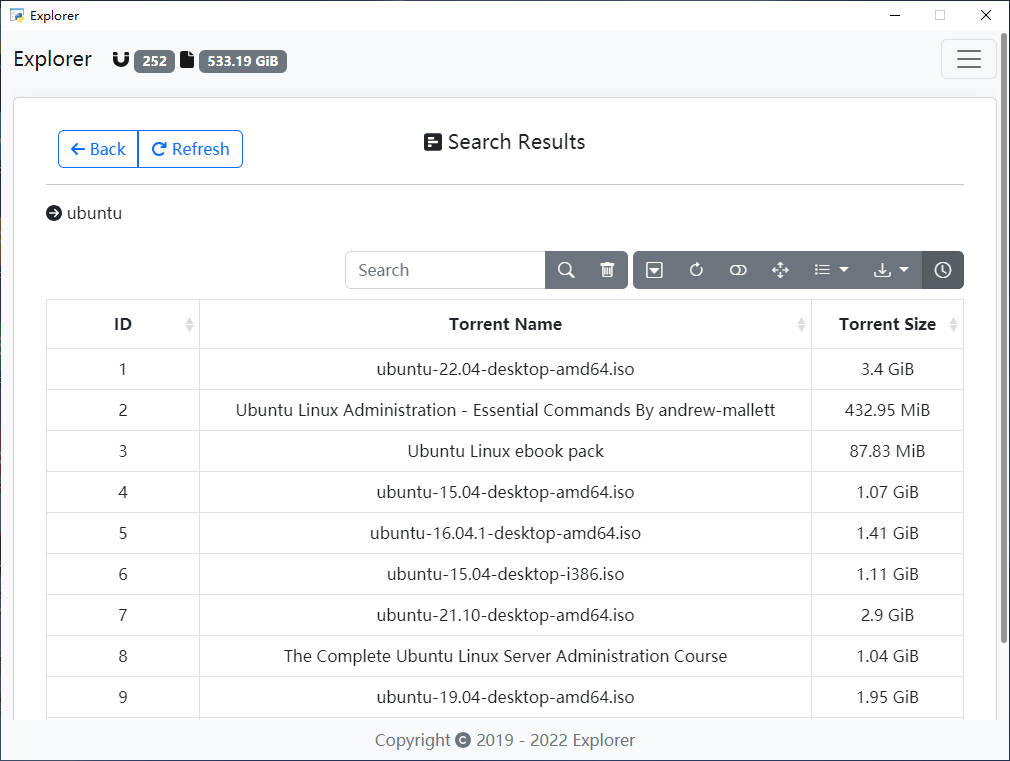 Explorer
Explorer 252 533.19 GiB
Back Refresh Search Results
ubuntu
Search
ID Torrent Name Torrent Size
1 ubuntu-22.04-desktop-amd64.iso 3.4 GiB
2 Ubuntu Linux Administration - Essential Commands By andrew-mallett 432.95 MiB
3 Ubuntu Linux ebook pack 87.83 MiB
4 ubuntu-15.04-desktop-amd64.iso 1.07 GiB
5 ubuntu-16.04.1-desktop-amd64.iso 1.41 GiB
6 ubuntu-15.04-desktop-i386.iso 1.11 GiB
7 ubuntu-21.10-desktop-amd64.iso 2.9 GiB
8 The Complete Ubuntu Linux Server Administration Course 1.04 GiB
9 ubuntu-19.04-desktop-amd64.iso 1.95 GiB
Copyright © 2019 - 2022 Explorer